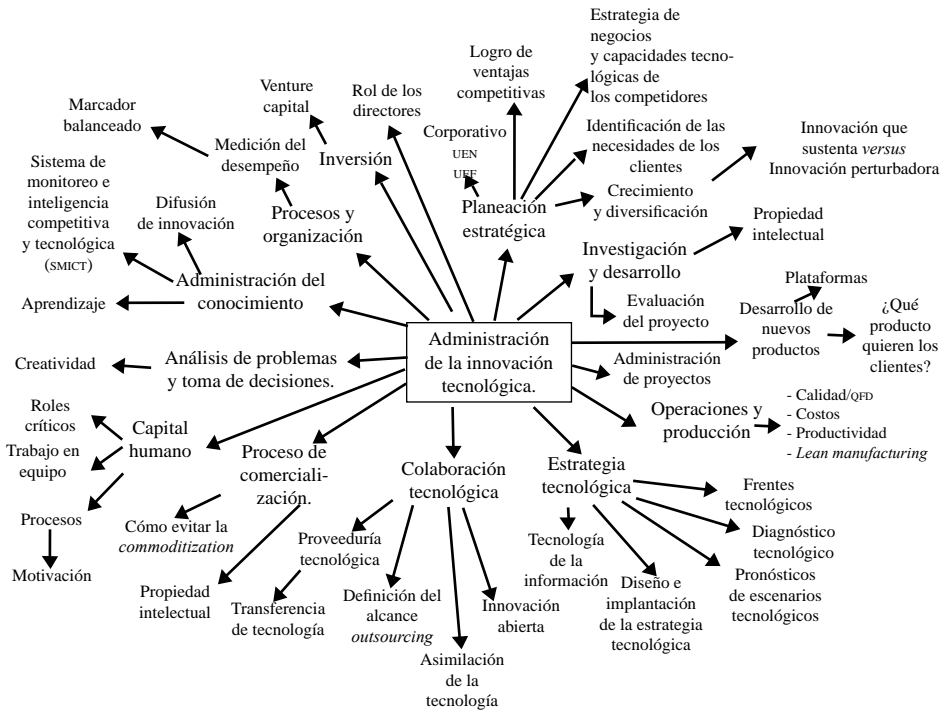 Estrategia de
negocios
y capacidades tecno-
lógicas de
los competidores
Logro de
ventajas
competitivas
Venture
capital
Rol de los
directores
Marcador
balanceado
Corporativo
UEN
UEF
Identificación de las
necesidades de los
clientes
Innovación que
sustenta versus
Innovación perturbadora
Medición del
desempeño
Inversión
Sistema de
monitoreo e
inteligencia
competitiva
y tecnológica
(SMICT)
Difusión
de innovación
Procesos y
organización
Planeación
estratégica
Crecimiento
y diversificación
Propiedad
intelectual
Investigación
y desarrollo
Administración del
conocimiento
Aprendizaje
Evaluación
del proyecto
Plataformas
Desarrollo de
nuevos
productos
¿Qué
producto
quieren los
clientes?
Administración
de la innovación
tecnológica.
Creatividad
Análisis de problemas
y toma de decisiones.
Administración
de proyectos
Operaciones y
producción
- Calidad/QFD
- Costos
- Productividad
- Lean manufacturing
Roles
críticos
Trabajo en
equipo
Capital
humano
Procesos
Motivación
Proceso de
comerciali-
zación.
Cómo evitar la
commoditization
Propiedad
intelectual
Colaboración
tecnológica
Proveeduría
tecnológica
Transferencia
de tecnología
Definición del
alcance
outsourcing
Asimilación
de la
tecnología
Innovación
abierta
Estrategia
tecnológica
Tecnología
de la
información
Diseño e
implantación
de la estrategia
tecnológica
Frentes
tecnológicos
Diagnóstico
tecnológico
Pronósticos
de escenarios
tecnológicos